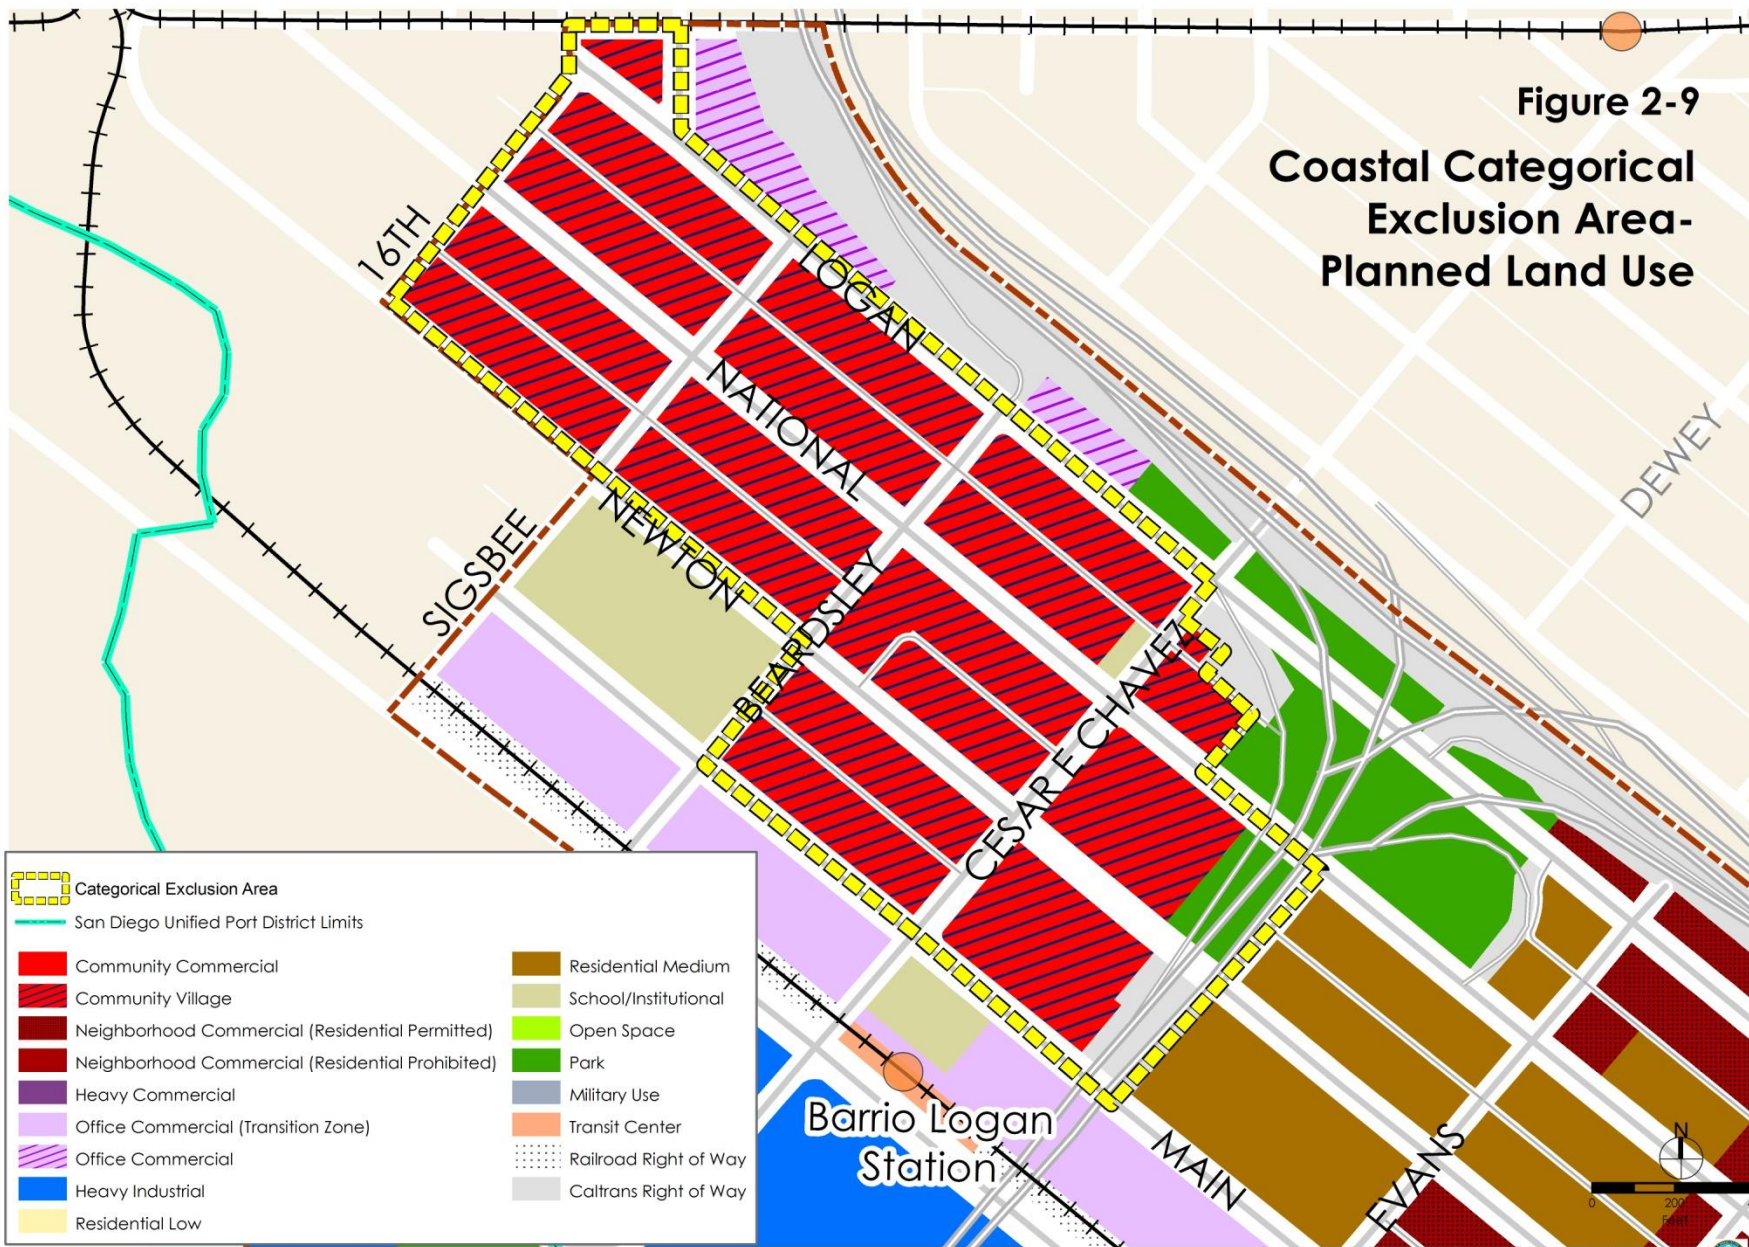 Figure 2-9
Coastal Categorical
Exclusion Area-
Planned Land Use
16TH
LOGAN
NATIONAL
NEWTON
SIGSBEE
BEARDSLEY
CESAR E CHAVEZ
DEWEY
MAIN
EVANS
Barrio Logan
Station
Categorical Exclusion Area
San Diego Unified Port District Limits
Community Commercial
Community Village
Neighborhood Commercial (Residential Permitted)
Neighborhood Commercial (Residential Prohibited)
Heavy Commercial
Office Commercial (Transition Zone)
Office Commercial
Heavy Industrial
Residential Low
Residential Medium
School/Institutional
Open Space
Park
Military Use
Transit Center
Railroad Right of Way
Caltrans Right of Way
N
0 200
Feet